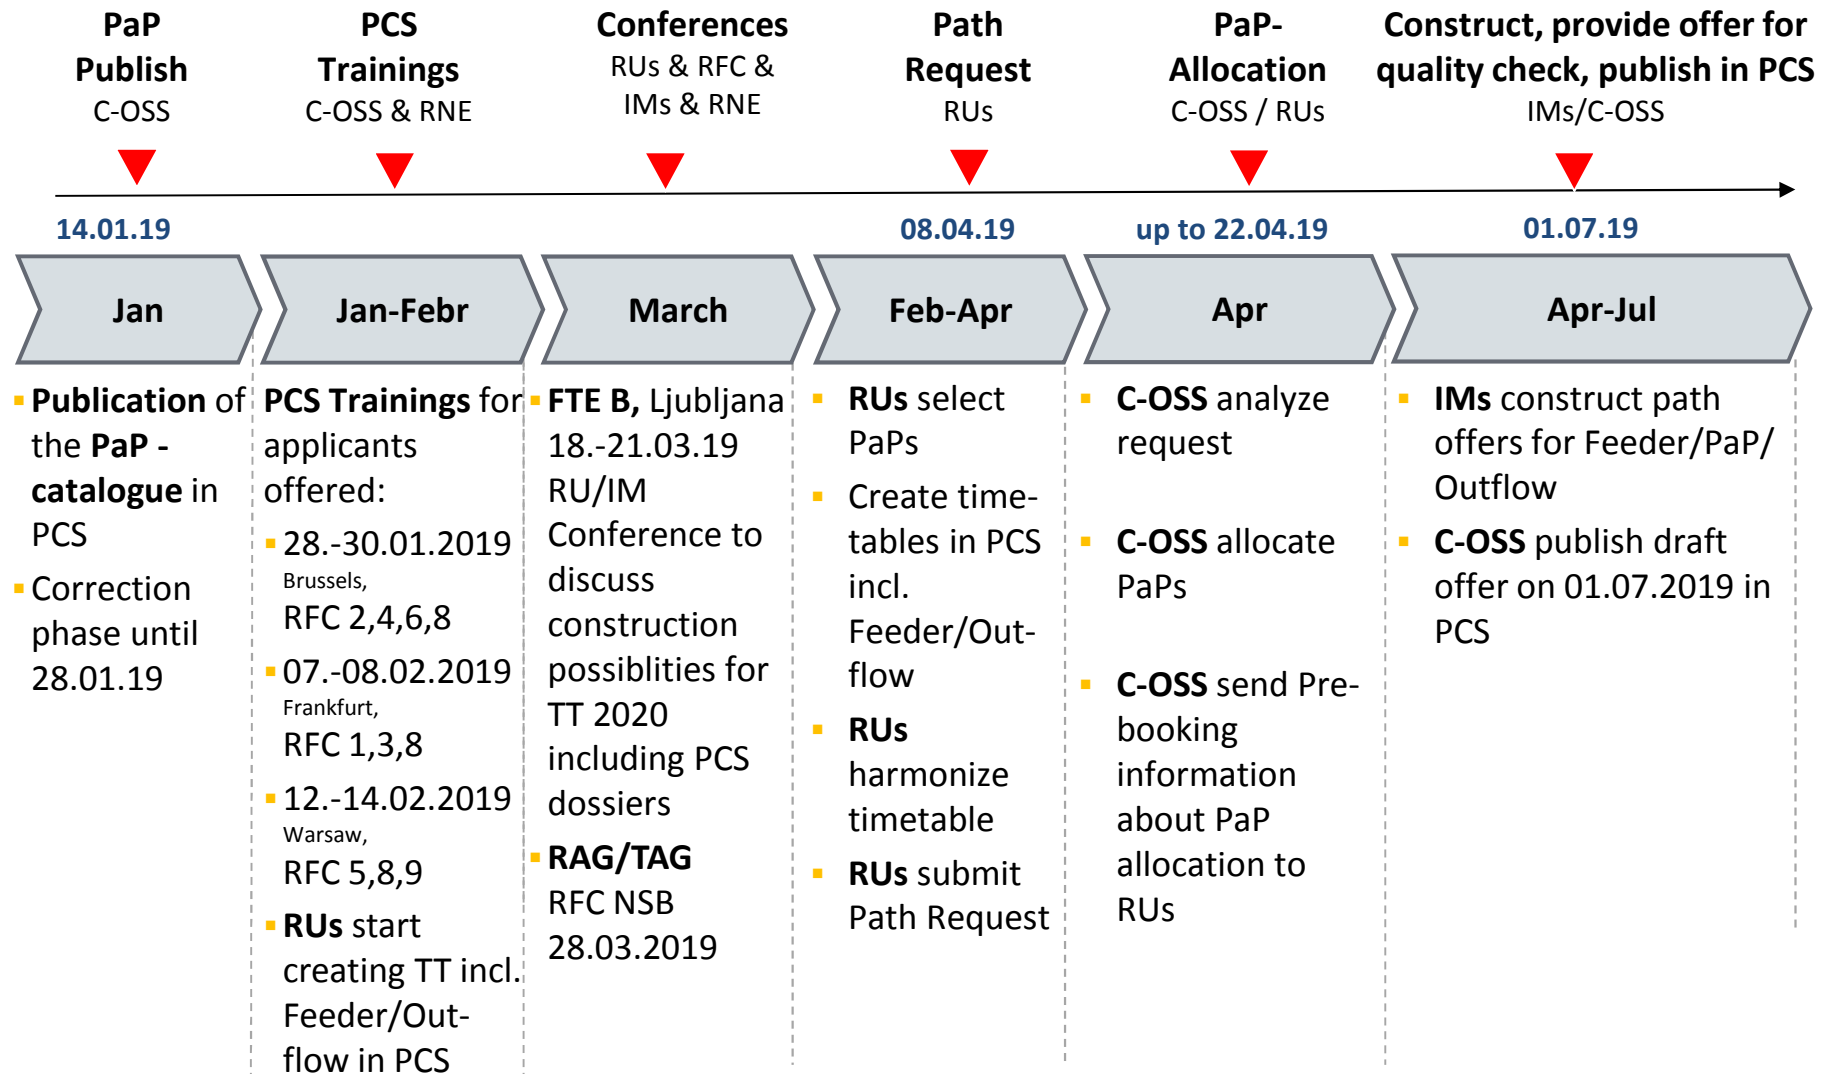 PaP
Publish
C-OSS
PCS
Trainings
C-OSS & RNE
Conferences
RUs & RFC &
IMs & RNE
Path
Request
RUs
PaP-
Allocation
C-OSS / RUs
Construct, provide offer for
quality check, publish in PCS
IMs/C-OSS
14.01.19
08.04.19
up to 22.04.19
01.07.19
Jan
Jan-Febr
March
Feb-Apr
Apr
Apr-Jul
Publication of
the PaP -
catalogue in
PCS
Correction
phase until
28.01.19
PCS Trainings for
applicants
offered:
28.-30.01.2019
Brussels,
RFC 2,4,6,8
07.-08.02.2019
Frankfurt,
RFC 1,3,8
12.-14.02.2019
Warsaw,
RFC 5,8,9
RUs start
creating TT incl.
Feeder/Out-
flow in PCS
FTE B, Ljubljana
18.-21.03.19
RU/IM
Conference to
discuss
construction
possiblities for
TT 2020
including PCS
dossiers
RAG/TAG
RFC NSB
28.03.2019
RUs select
PaPs
Create time-
tables in PCS
incl.
Feeder/Out-
flow
RUs
harmonize
timetable
RUs submit
Path Request
C-OSS analyze
request
C-OSS allocate
PaPs
C-OSS send Pre-
booking
information
about PaP
allocation to
RUs
IMs construct path
offers for Feeder/PaP/
Outflow
C-OSS publish draft
offer on 01.07.2019 in
PCS